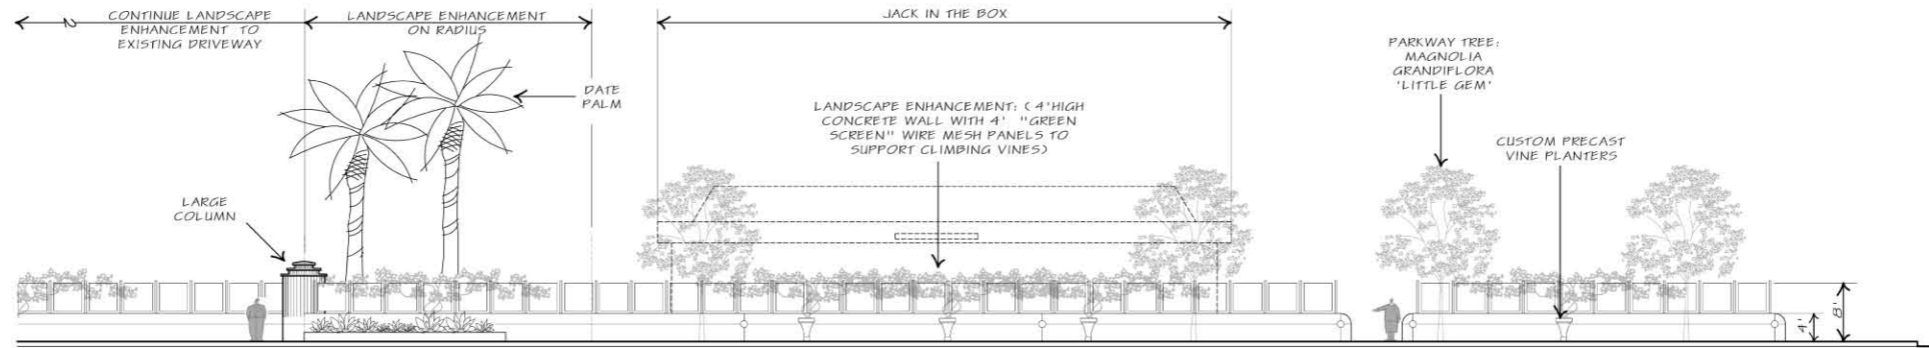 CONTINUE LANDSCAPE
ENHANCEMENT TO
EXISTING DRIVEWAY
LANDSCAPE ENHANCEMENT
ON RADIUS
JACK IN THE BOX
DATE
PALM
LARGE
COLUMN
LANDSCAPE ENHANCEMENT: ( 4'HIGH
CONCRETE WALL WITH 4' "GREEN
SCREEN" WIRE MESH PANELS TO
SUPPORT CLIMBING VINES)
PARKWAY TREE:
MAGNOLIA
GRANDIFLORA
'LITTLE GEM'
CUSTOM PRECAST
VINE PLANTERS
4'
8'